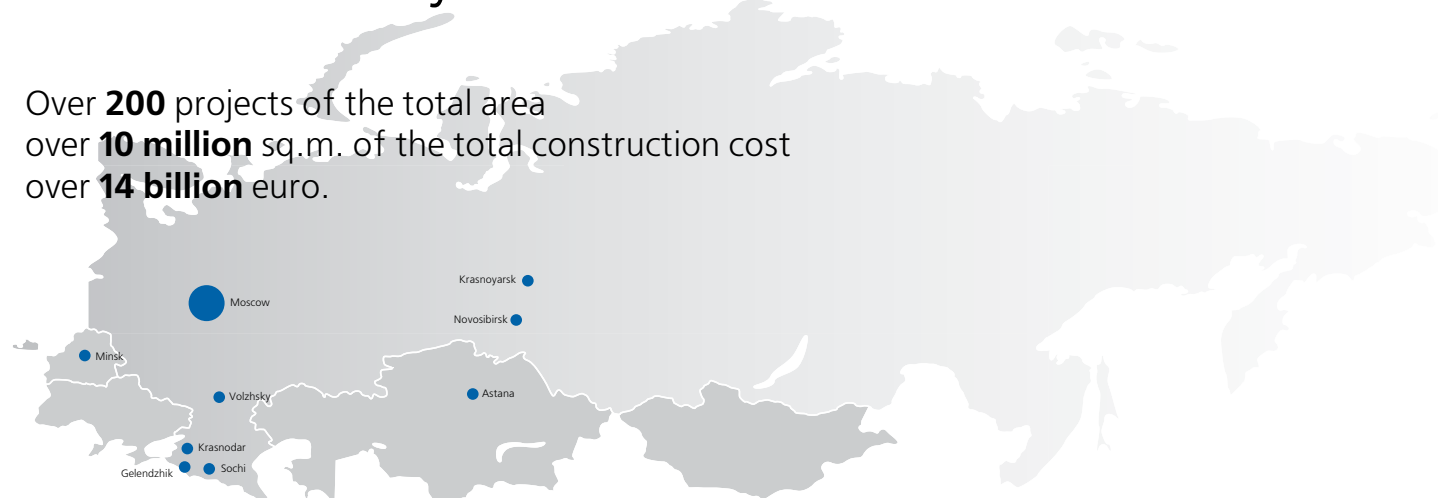 Over 200 projects of the total area
over 10 million sq.m. of the total construction cost
over 14 billion euro.
Krasnoyarsk
Moscow
Novosibirsk
Minsk
Astana
Volzhsky
Krasnodar
Gelendzhik
Sochi